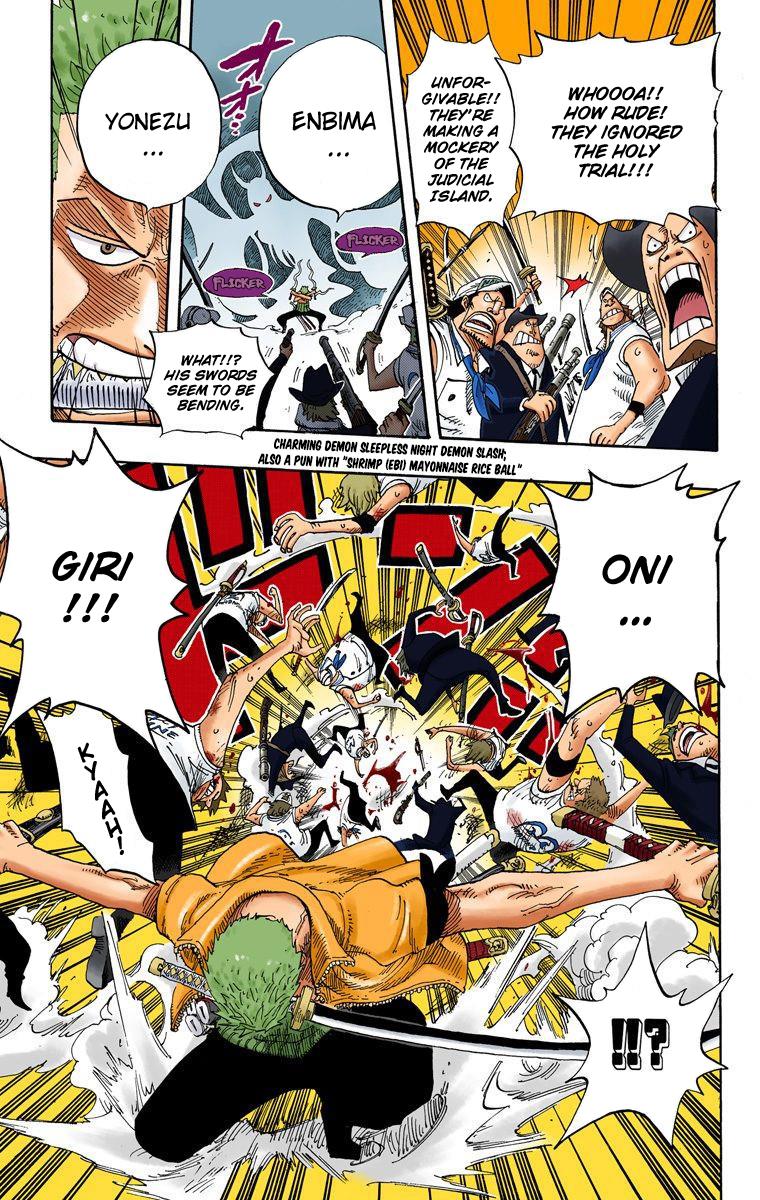 WHOOOA!!
HOW RUDE!
THEY IGNORED
THE HOLY
TRIAL!!!
UNFOR-
GIVABLE!!
THEY'RE
MAKING A
MOCKERY
OF THE
JUDICIAL
ISLAND.
ENBIMA
...
オオ…
FLICKER
FLICKER
WHAT!!?
HIS SWORDS
SEEM TO BE
BENDING.
YONEZU
...
CHARMING DEMON SLEEPLESS NIGHT DEMON SLASH;
ALSO A PUN WITH "SHRIMP (EBI) MAYONNAISE RICE BALL"
ONI
...
GIRI
!!!
KYAAH!
!!?